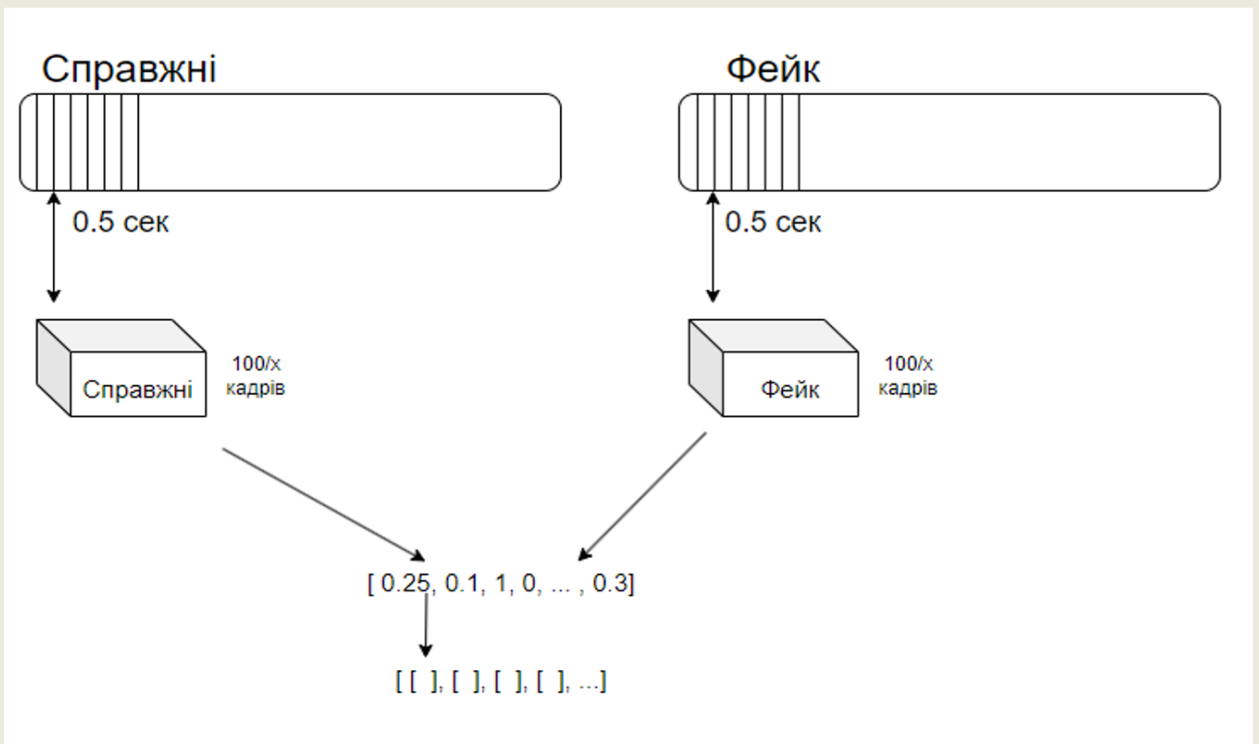 Справжні
Фейк
0.5 сек
0.5 сек
Справжні
100/x
кадрів
Фейк
100/x
кадрів
[ 0.25, 0.1, 1, 0, ... , 0.3]
[ [ ], [ ], [ ], [ ], ...]